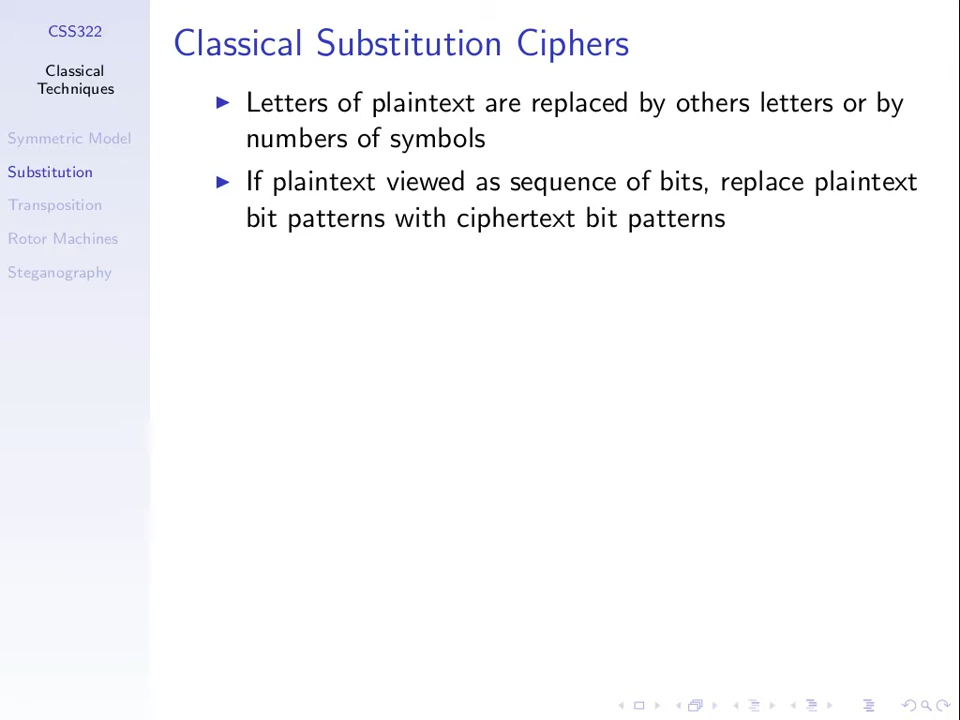 CSS322
Classical
Techniques
Symmetric Model
Substitution
Transposition
Rotor Machines
Steganography
Classical Substitution Ciphers
Letters of plaintext are replaced by others letters or by
numbers of symbols
If plaintext viewed as sequence of bits, replace plaintext
bit patterns with ciphertext bit patterns